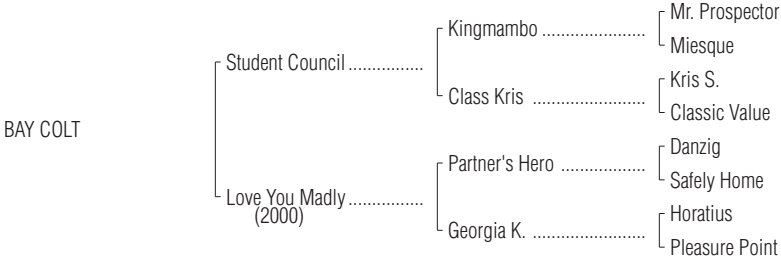 Mr. Prospector
Kingmambo ......................
Miesque
Student Council ................
Kris S.
Class Kris ........................
Classic Value
BAY COLT
Danzig
Partner's Hero ..................
Safely Home
Love You Madly ................
(2000)
Horatius
Georgia K. ........................
Pleasure Point